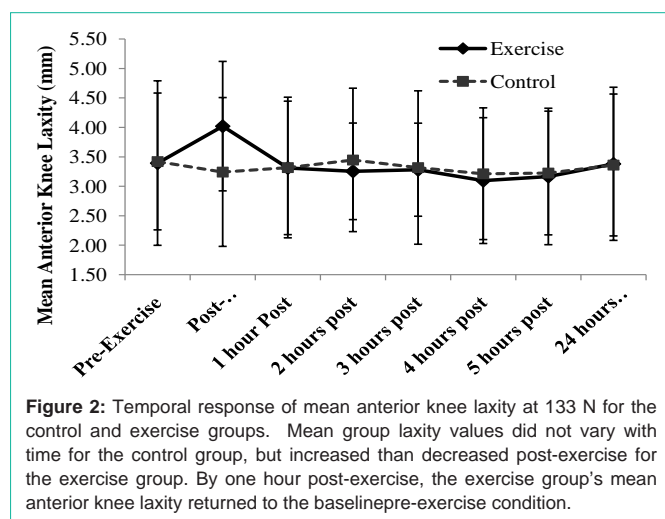 5.50
5.00
4.50
4.00
3.50
3.00
2.50
2.00
1.50
Mean Anterior Knee Laxity (mm)
Exercise
Control
Pre-Exercise
Post-..
1 hour Post
2 hours post
3 hours post
4 hours post
5 hours post
24 hours..
Figure 2: Temporal response of mean anterior knee laxity at 133 N for the
control and exercise groups. Mean group laxity values did not vary with
time for the control group, but increased than decreased post-exercise for
the exercise group. By one hour post-exercise, the exercise group's mean
anterior knee laxity returned to the baselinepre-exercise condition.